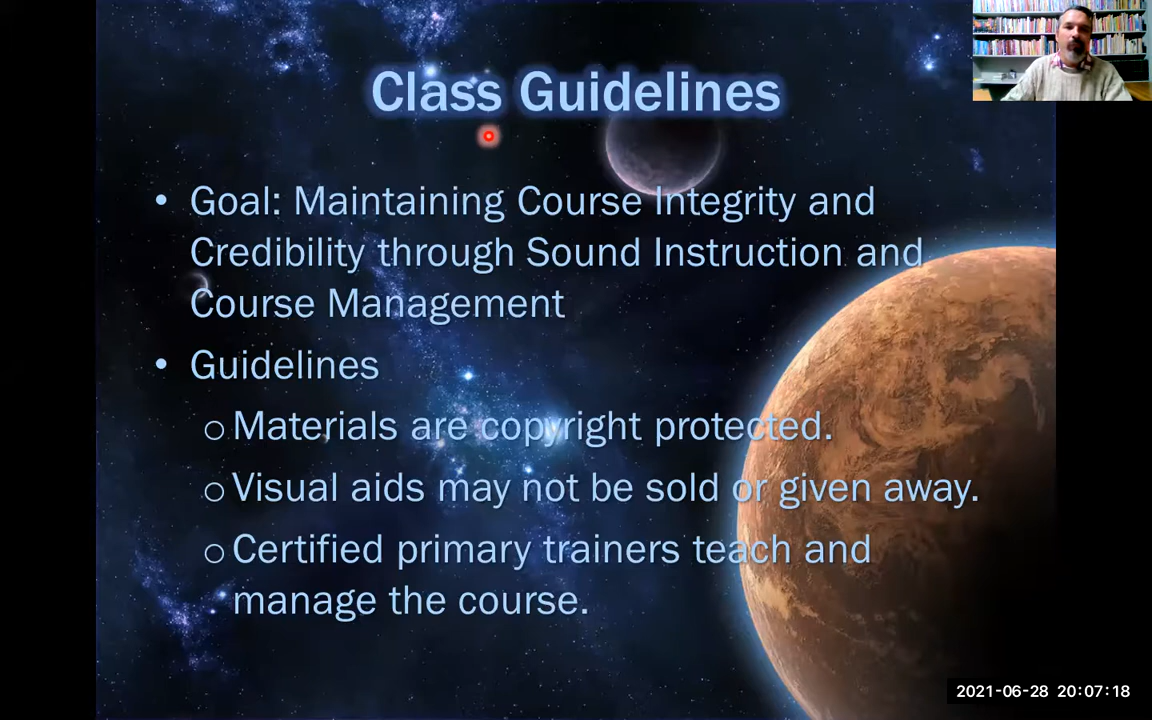 Class Guidelines
• Goal: Maintaining Course Integrity and
Credibility through Sound Instruction and
Course Management
• Guidelines
o Materials are copyright protected.
o Visual aids may not be sold or given away.
o Certified primary trainers teach and
manage the course.
2021-06-28 20:07:18